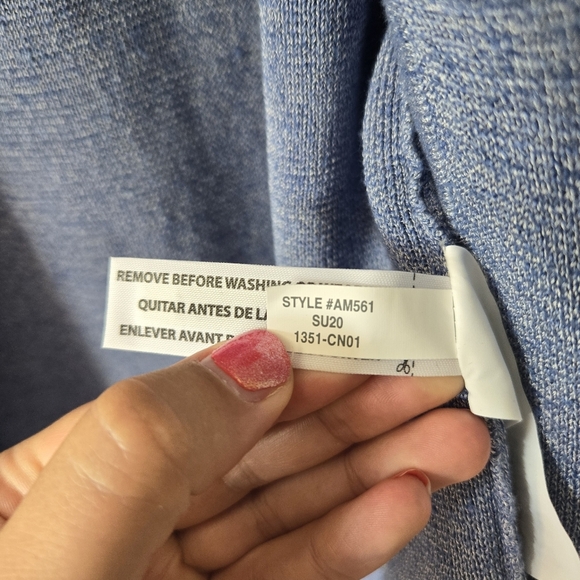 REMOVE BEFORE WASHING
QUITAR ANTES DE LA
ENLEVER AVANT
STYLE #AM561
SU20
1351-CN01